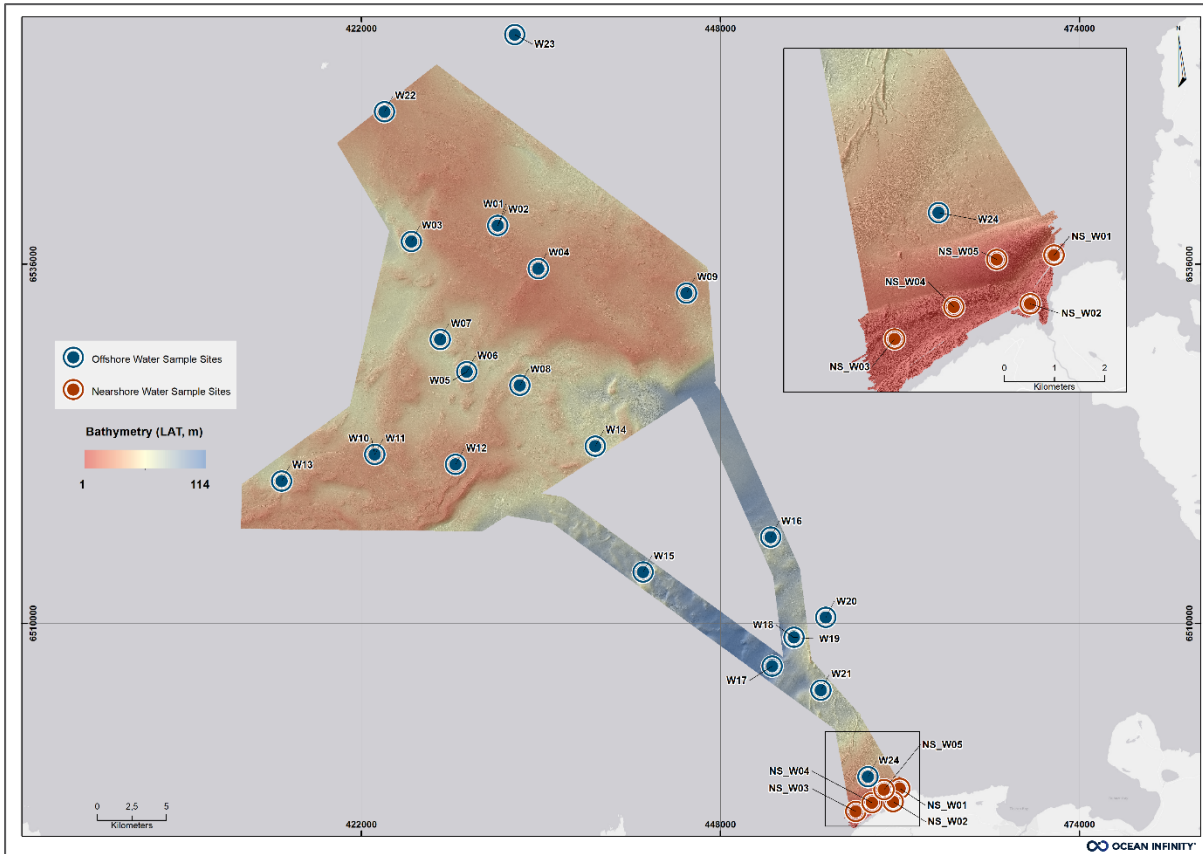 422000
448000
474000
W23
N
W22
W01
W02
W03
W04
W24
NS_W05
NS_W01
NS_W04
NS_W02
NS_W03
0 1 2
Kilometers
6536000
6536000
W09
W07
W06
W05
W08
Offshore Water Sample Sites
Nearshore Water Sample Sites
Bathymetry (LAT, m)
1 114
W10
W11
W12
W14
W13
W16
W15
W20
6510000
6510000
W18
W19
W17
W21
NS_W05
W24
NS_W04
NS_W03
NS_W01
NS_W02
0 2,5 5
Kilometers
422000
448000
474000
OCEAN INFINITY